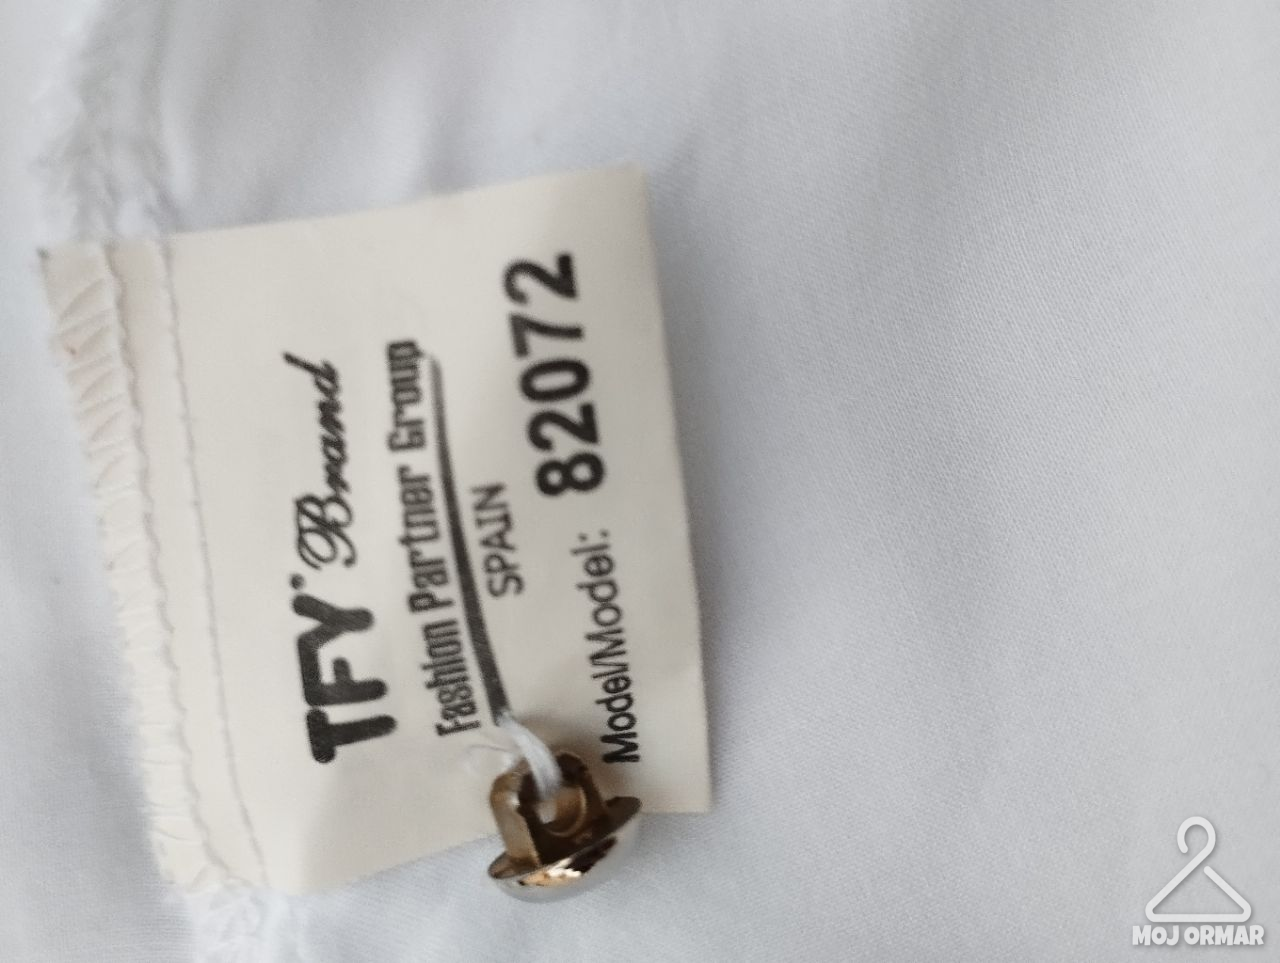 TFY® Brand
Fashion Partner Group
SPAIN
Model/Model: 82072
MOJ ORMAR